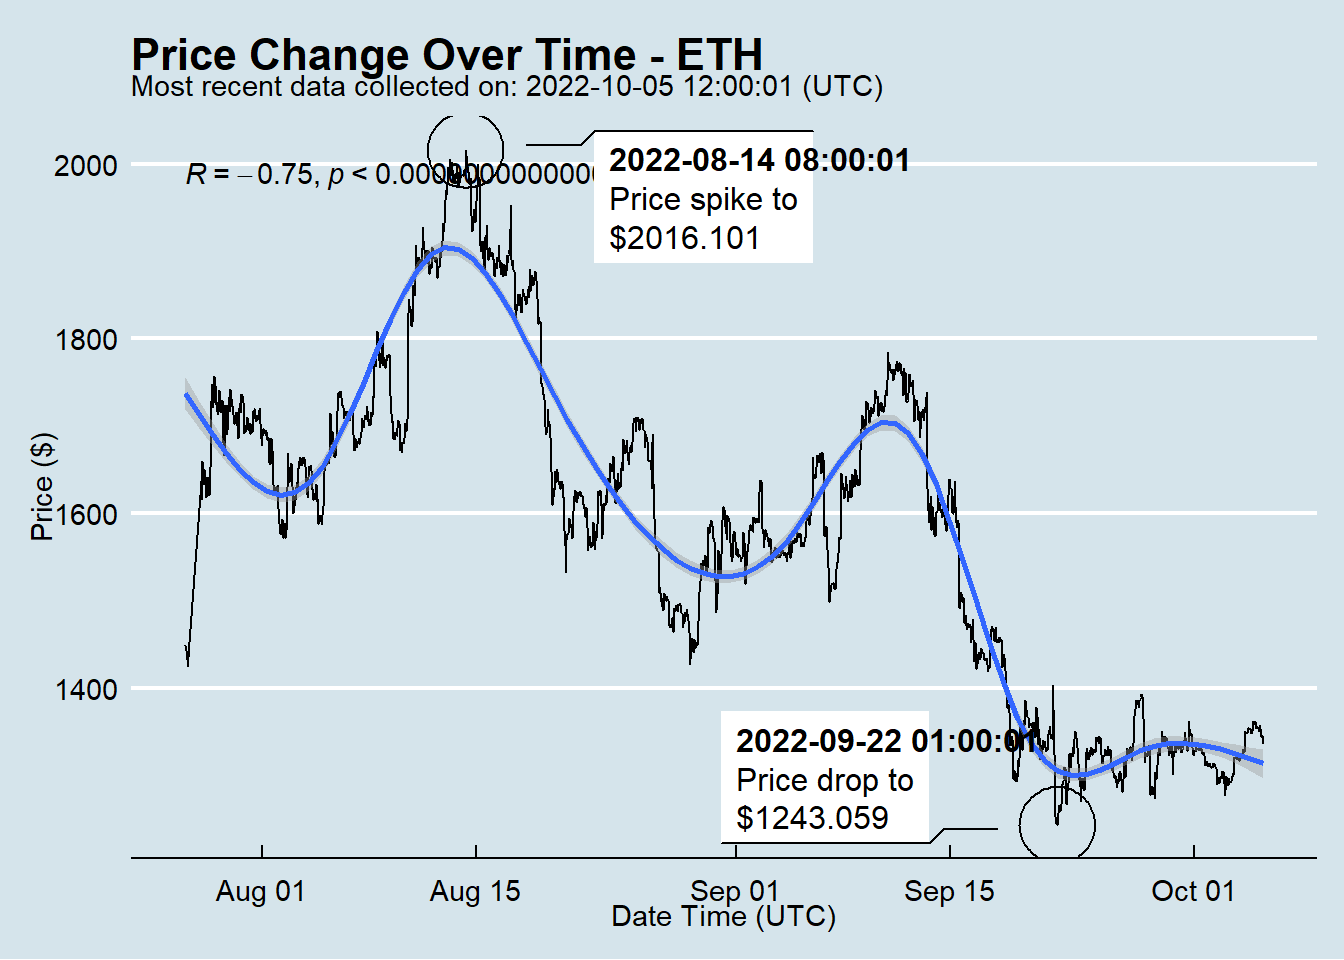 Price Change Over Time - ETH
Most recent data collected on: 2022-10-05 12:00:01 (UTC)
2022-08-14 08:00:01
Price spike to
$2016.101
R = −0.75, p < 0.000000000000
2000
1800
1600
1400
Price ($)
2022-09-22 01:00:01
Price drop to
$1243.059
Aug 01
Aug 15
Sep 01
Sep 15
Oct 01
Date Time (UTC)